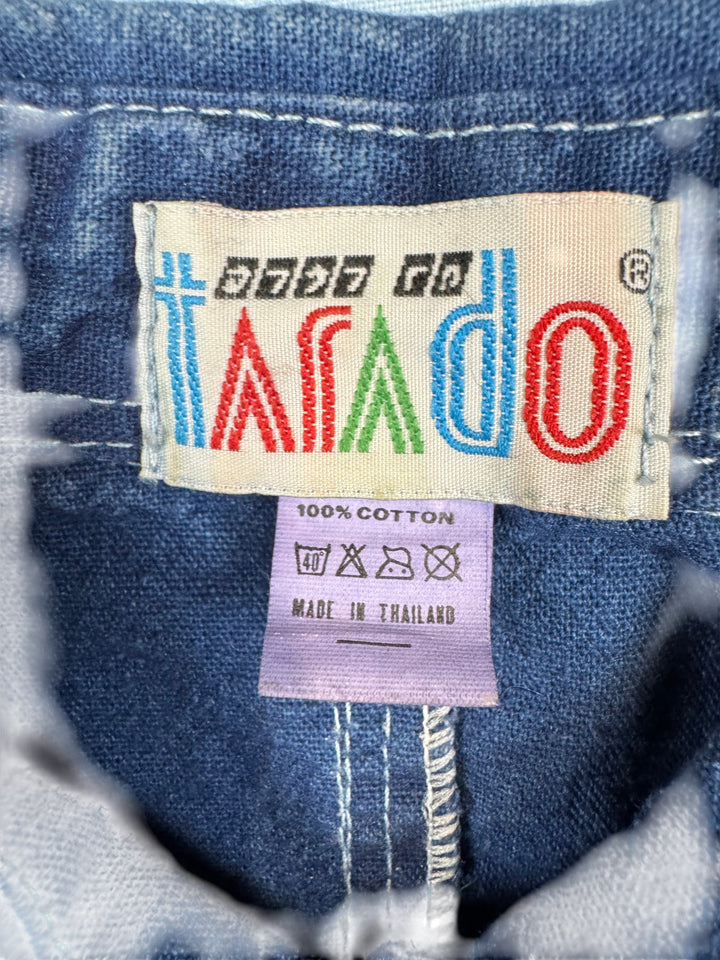 tarado ®
100% COTTON
40°
MADE IN THAILAND